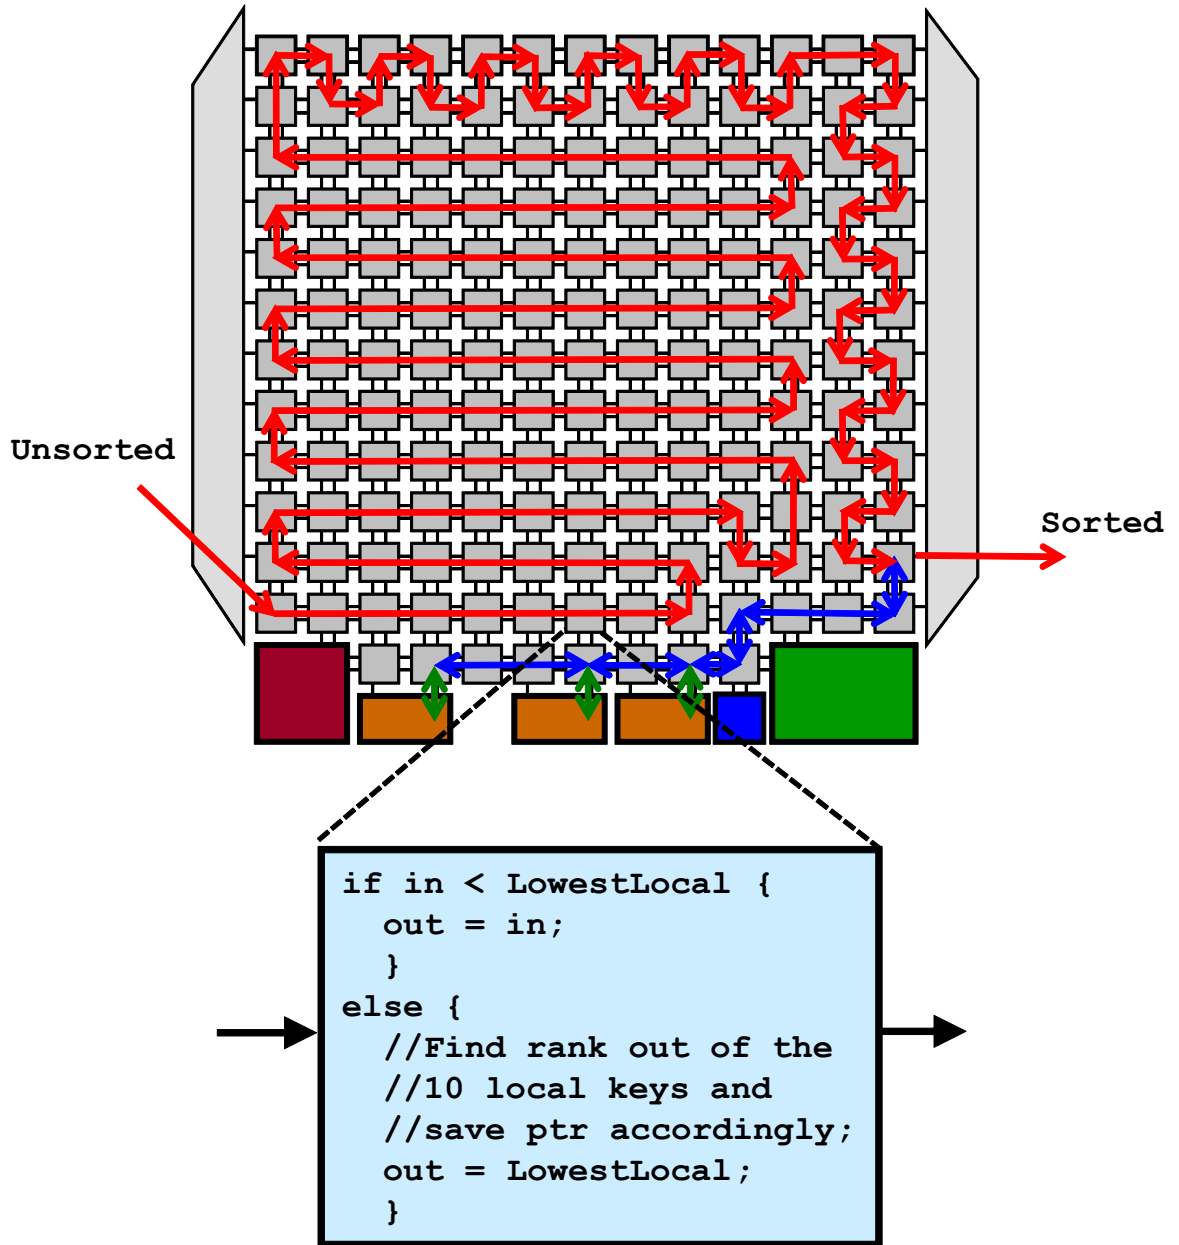 Unsorted
Sorted
if in < LowestLocal {
  out = in;
  }
else {
  //Find rank out of the
  //10 local keys and
  //save ptr accordingly;
  out = LowestLocal;
  }